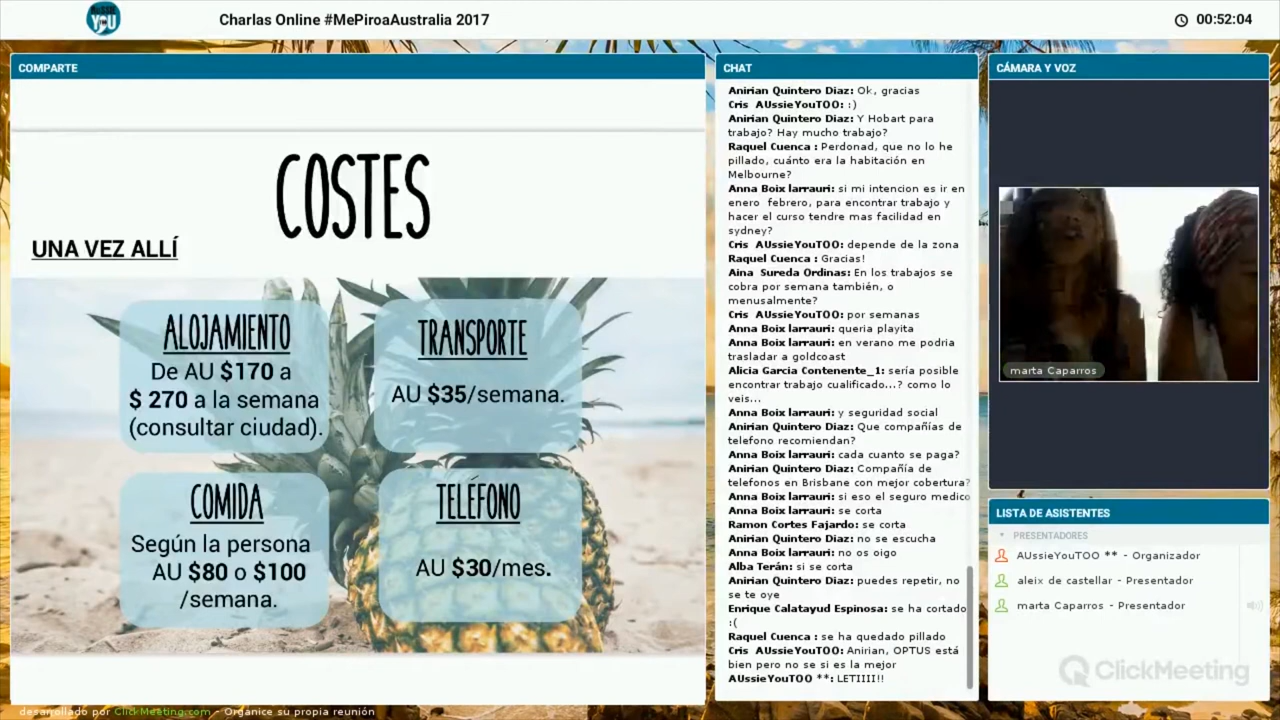 AUSSIE
YOU
TOO
Charlas Online #MePiroaAustralia 2017
00:52:04
COMPARTE
COSTES
UNA VEZ ALLÍ
ALOJAMIENTO
De AU $170 a
$ 270 a la semana
(consultar ciudad).
TRANSPORTE
AU $35/semana.
COMIDA
Según la persona
AU $80 o $100
/semana.
TELÉFONO
AU $30/mes.
CHAT
Anirian Quintero Diaz: Ok, gracias
Cris AUssieYouTOO: :)
Anirian Quintero Diaz: Y Hobart para
trabajo? Hay mucho trabajo?
Raquel Cuenca : Perdonad, que no lo he
pillado, cuánto era la habitación en
Melbourne?
Anna Boix larrauri: si mi intencion es ir en
enero febrero, para encontrar trabajo y
hacer el curso tendre mas facilidad en
sydney?
Cris AUssieYouTOO: depende de la zona
Raquel Cuenca : Gracias!
Aina Sureda Ordinas: En los trabajos se
cobra por semana también, o
menusalmente?
Cris AUssieYouTOO: por semanas
Anna Boix larrauri: queria playita
Anna Boix larrauri: en verano me podria
trasladar a goldcoast
Alicia Garcia Contenente_1: sería posible
encontrar trabajo cualificado...? como lo
veis...
Anna Boix larrauri: y seguridad social
Anirian Quintero Diaz: Que compañías de
telefono recomiendan?
Anna Boix larrauri: cada cuanto se paga?
Anirian Quintero Diaz: Compañía de
telefonos en Brisbane con mejor cobertura?
Anna Boix larrauri: si eso el seguro medico
Anna Boix larrauri: se corta
Ramon Cortes Fajardo: se corta
Anirian Quintero Diaz: no se escucha
Anna Boix larrauri: no os oigo
Alba Terán: si se corta
Anirian Quintero Diaz: puedes repetir, no
se te oye
Enrique Calatayud Espinosa: se ha cortado
:(
Raquel Cuenca : se ha quedado pillado
Cris AUssieYouTOO: Anirian, OPTUS está
bien pero no se si es la mejor
AUssieYouTOO **: LETIIII!!
CÁMARA Y VOZ
marta Caparros
LISTA DE ASISTENTES
PRESENTADORES
AUssieYouTOO ** - Organizador
aleix de castellar - Presentador
marta Caparros - Presentador
ClickMeeting
desarrollado por ClickMeeting.com - Organice su propia reunión